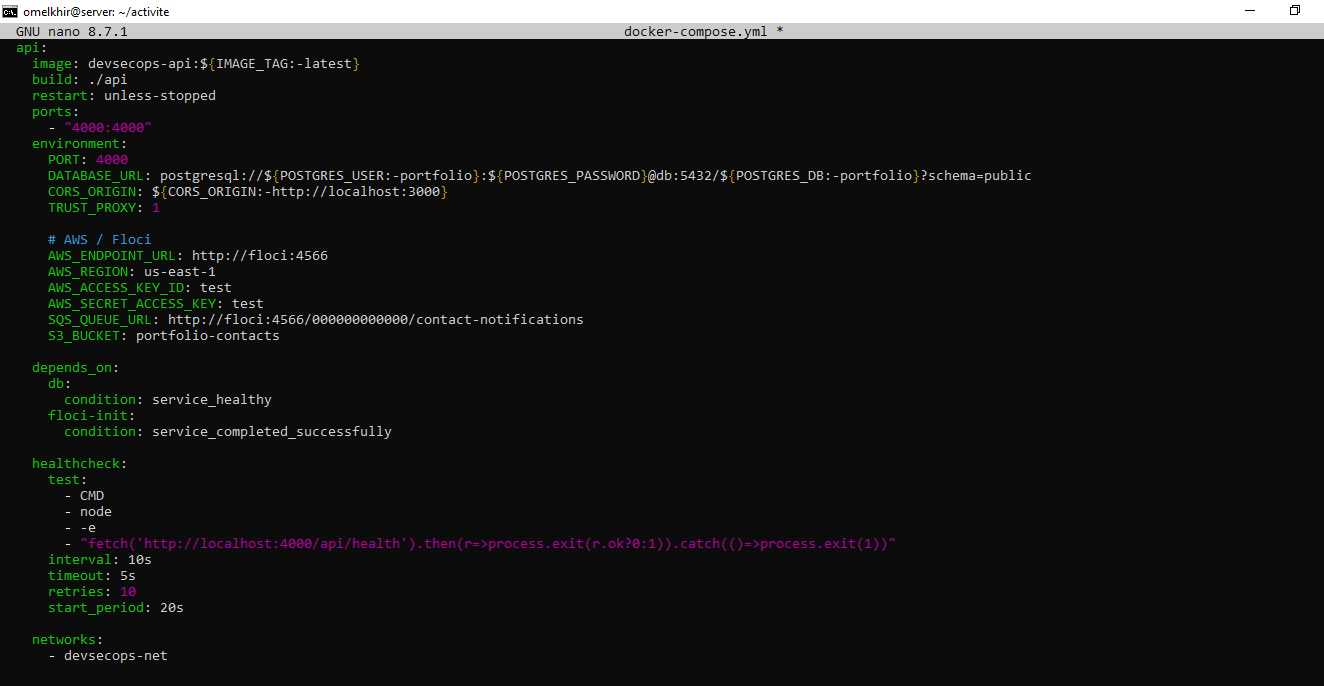 omelkhir@server: ~/activite
GNU nano 8.7.1 docker-compose.yml *
api:
image: devsecops-api:${IMAGE_TAG:-latest}
build: ./api
restart: unless-stopped
ports:
- "4000:4000"
environment:
PORT: 4000
DATABASE_URL: postgresql://${POSTGRES_USER:-portfolio}:${POSTGRES_PASSWORD}@db:5432/${POSTGRES_DB:-portfolio}?schema=public
CORS_ORIGIN: ${CORS_ORIGIN:-http://localhost:3000}
TRUST_PROXY: 1
# AWS / Floci
AWS_ENDPOINT_URL: http://floci:4566
AWS_REGION: us-east-1
AWS_ACCESS_KEY_ID: test
AWS_SECRET_ACCESS_KEY: test
SQS_QUEUE_URL: http://floci:4566/000000000000/contact-notifications
S3_BUCKET: portfolio-contacts
depends_on:
db:
condition: service_healthy
floci-init:
condition: service_completed_successfully
healthcheck:
test:
- CMD
- node
- -e
- "fetch('http://localhost:4000/api/health').then(r=>process.exit(r.ok?0:1)).catch(()=>process.exit(1))"
interval: 10s
timeout: 5s
retries: 10
start_period: 20s
networks:
- devsecops-net